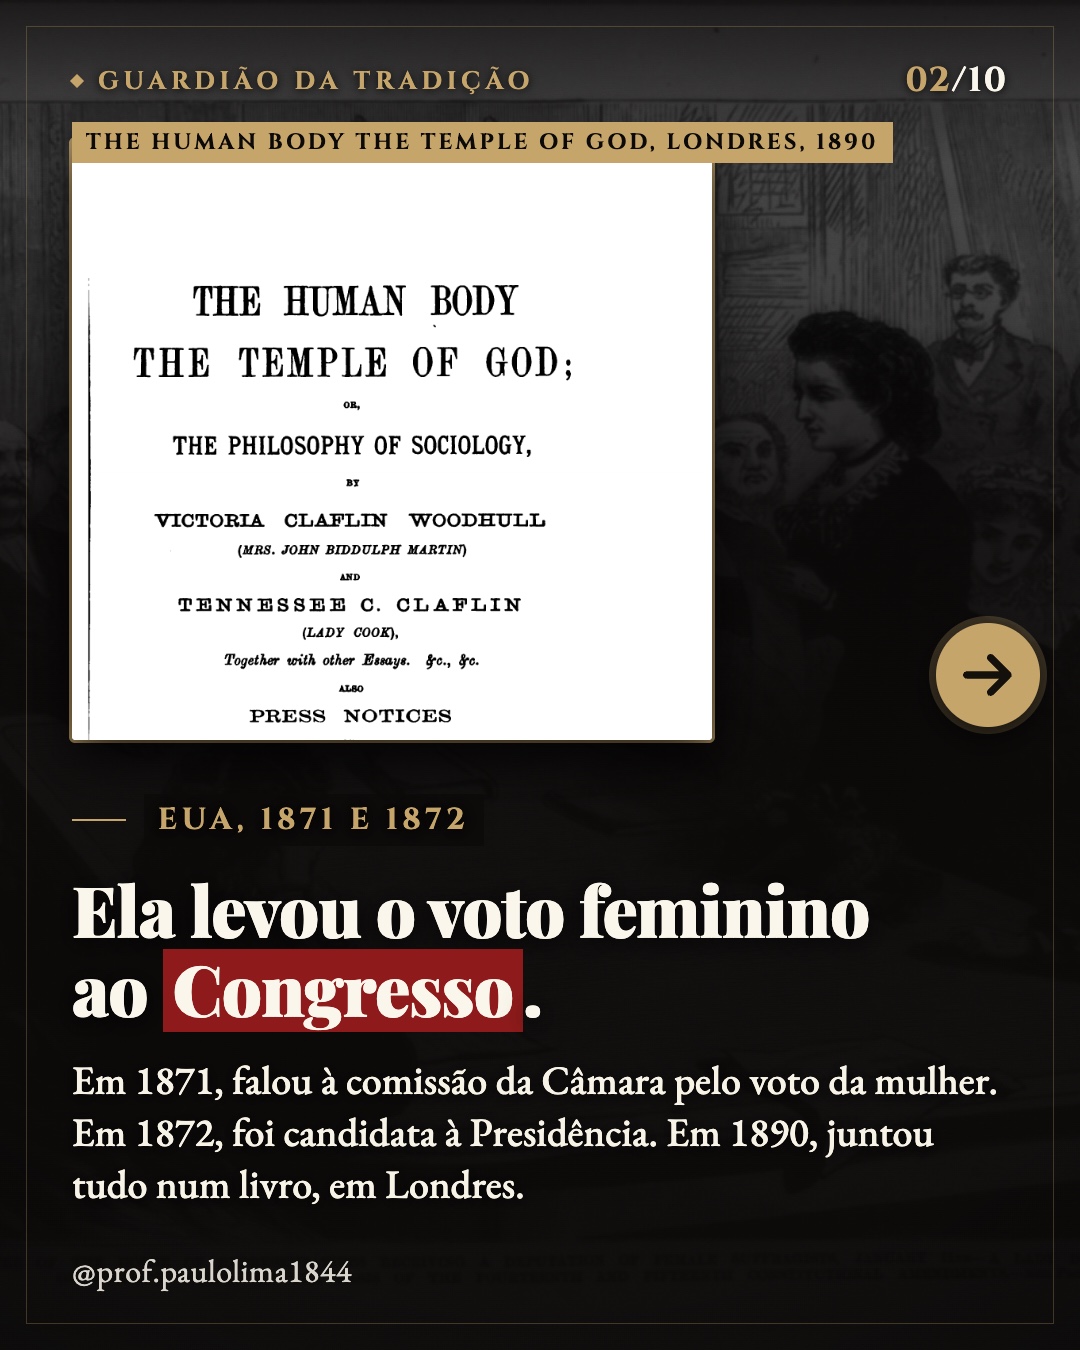 GUARDIÃO DA TRADIÇÃO
02/10
THE HUMAN BODY THE TEMPLE OF GOD, LONDRES, 1890
THE HUMAN BODY
THE TEMPLE OF GOD;
OR,
THE PHILOSOPHY OF SOCIOLOGY,
BY
VICTORIA CLAFLIN WOODHULL
(MRS. JOHN BIDDULPH MARTIN)
AND
TENNESSEE C. CLAFLIN
(LADY COOK),
Together with other Essays. &c., &c.
ALSO
PRESS NOTICES
EUA, 1871 E 1872
Ela levou o voto feminino
ao Congresso.
Em 1871, falou à comissão da Câmara pelo voto da mulher.
Em 1872, foi candidata à Presidência. Em 1890, juntou
tudo num livro, em Londres.
@prof.paulolima1844